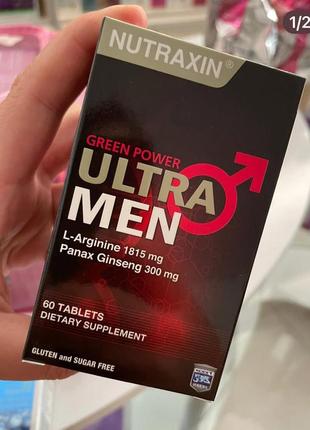 1/2
NUTRAXIN®
GREEN POWER
ULTRA
MEN
L-Arginine 1815 mg
Panax Ginseng 300 mg
60 TABLETS
DIETARY SUPPLEMENT
GLUTEN and SUGAR FREE